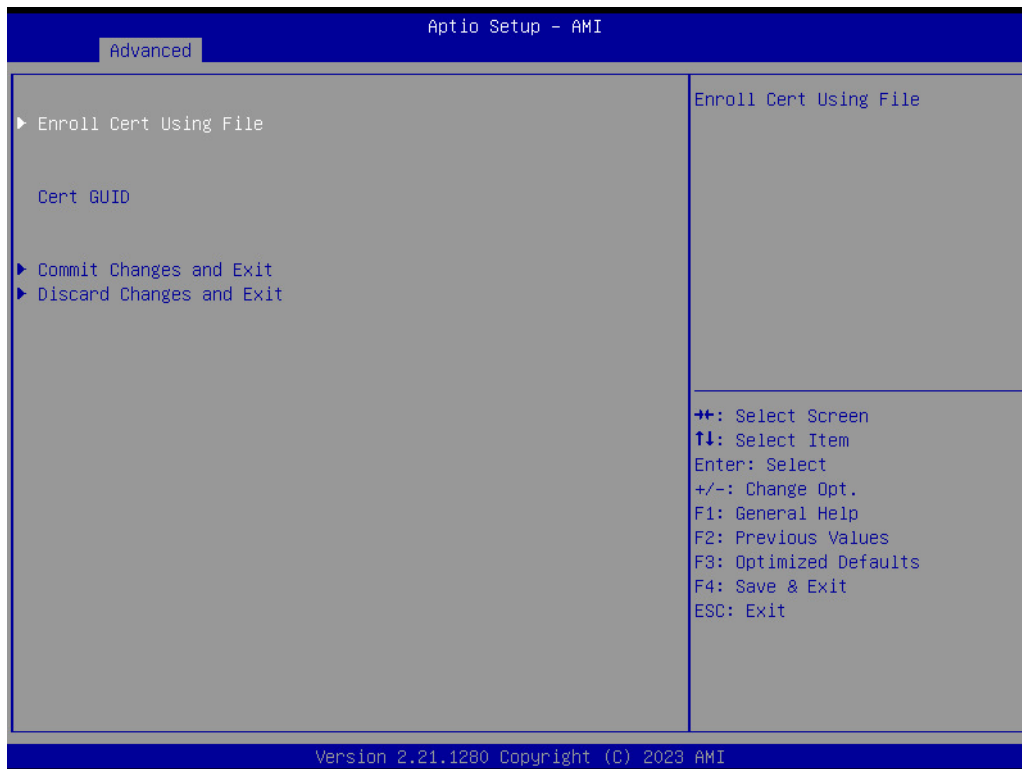 Aptio Setup – AMI
Advanced
▶ Enroll Cert Using File
Cert GUID
▶ Commit Changes and Exit
▶ Discard Changes and Exit
Enroll Cert Using File
→←: Select Screen
↑↓: Select Item
Enter: Select
+/-: Change Opt.
F1: General Help
F2: Previous Values
F3: Optimized Defaults
F4: Save & Exit
ESC: Exit
Version 2.21.1280 Copyright (C) 2023 AMI